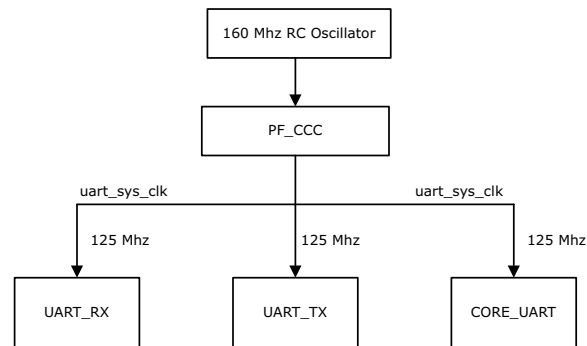 160 Mhz RC Oscillator
PF_CCC
uart_sys_clk
uart_sys_clk
125 Mhz
125 Mhz
125 Mhz
UART_RX
UART_TX
CORE_UART